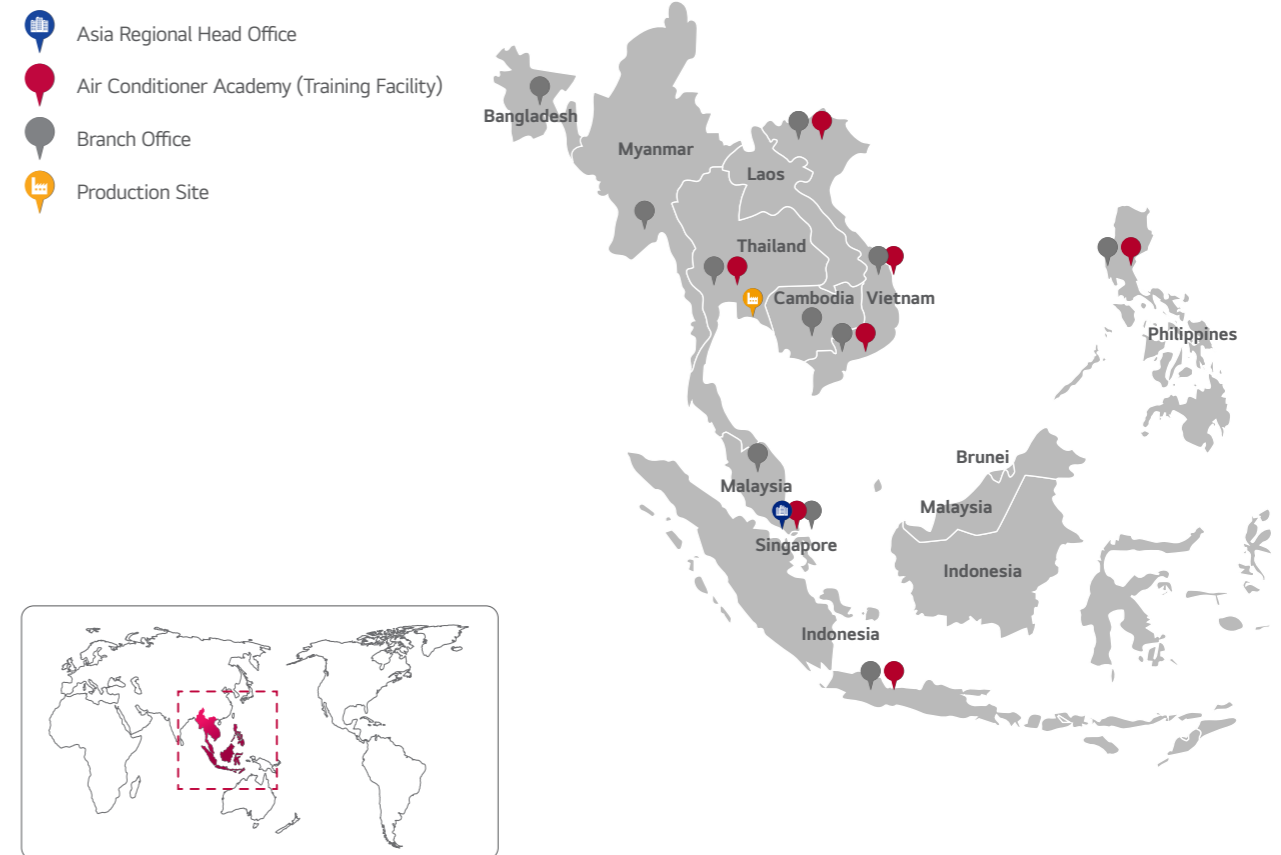 Asia Regional Head Office
Air Conditioner Academy (Training Facility)
Branch Office
Production Site
Bangladesh
Myanmar
Laos
Thailand
Cambodia
Vietnam
Philippines
Malaysia
Singapore
Brunei
Malaysia
Indonesia
Indonesia